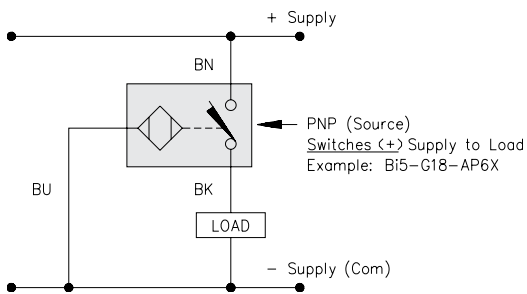 + Supply
BN
PNP (Source)
Switches (+) Supply to Load
Example: Bi5-G18-AP6X
BU
BK
LOAD
- Supply (Com)